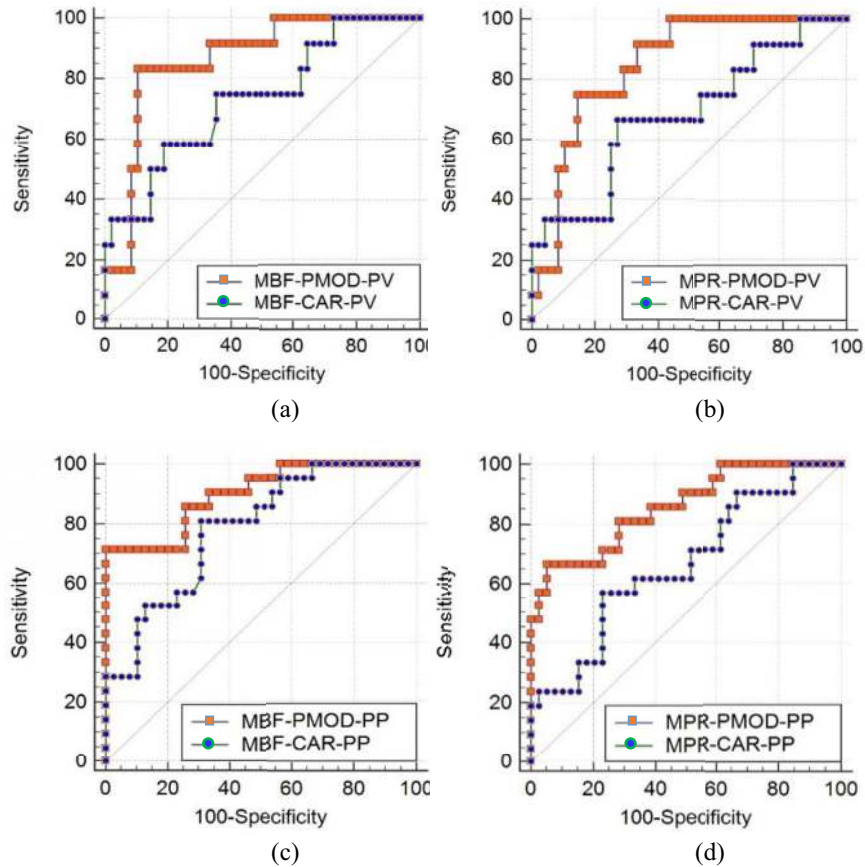 100
80
60
40
20
0
Sensitivity
MBF-PMOD-PV
MBF-CAR-PV
0 20 40 60 80 100
100-Specificity
(a)
100
80
60
40
20
0
Sensitivity
MPR-PMOD-PV
MPR-CAR-PV
0 20 40 60 80 100
100-Specificity
(b)
100
80
60
40
20
0
Sensitivity
MBF-PMOD-PP
MBF-CAR-PP
0 20 40 60 80 100
100-Specificity
(c)
100
80
60
40
20
0
Sensitivity
MPR-PMOD-PP
MPR-CAR-PP
0 20 40 60 80 100
100-Specificity
(d)